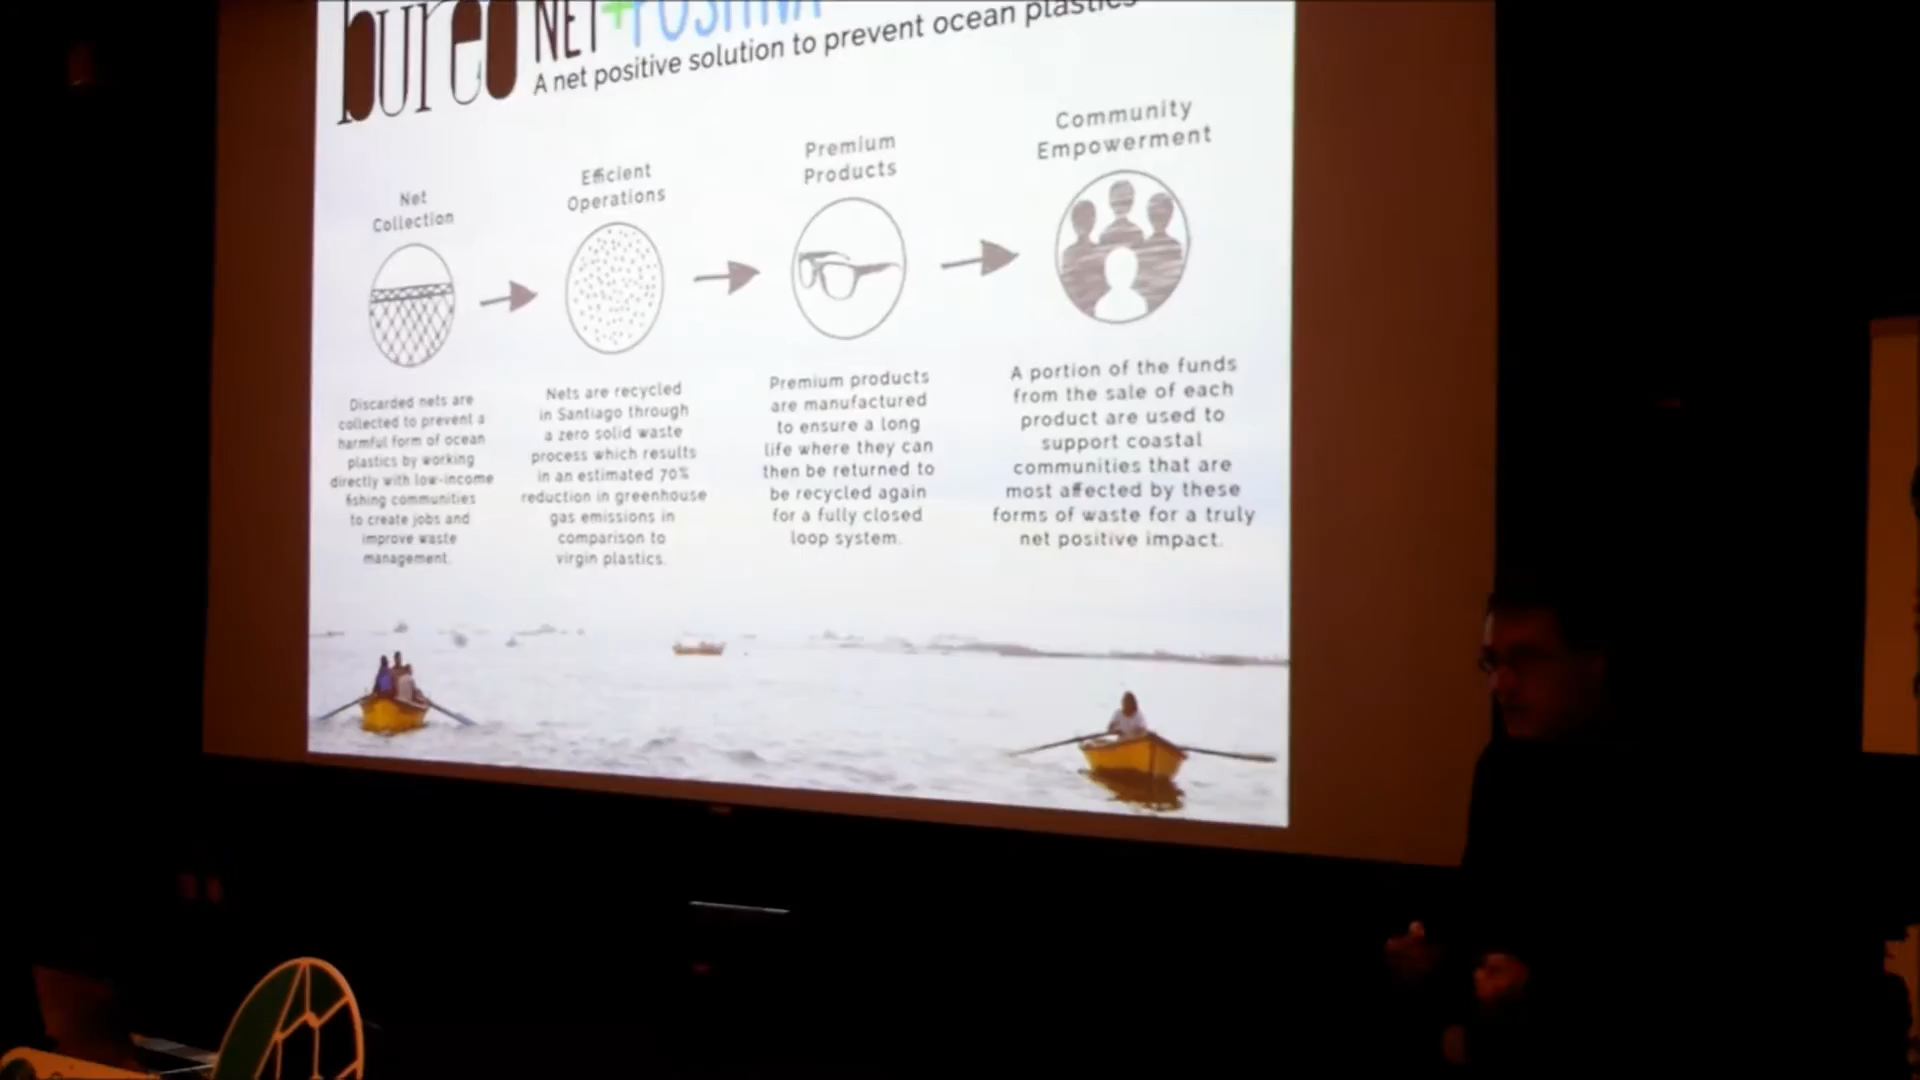 bureo NET+POSITIVA
A net positive solution to prevent ocean plastics
Net
Collection
Discarded nets are
collected to prevent a
harmful form of ocean
plastics by working
directly with low-income
fishing communities
to create jobs and
improve waste
management.
Efficient
Operations
Nets are recycled
in Santiago through
a zero solid waste
process which results
in an estimated 70%
reduction in greenhouse
gas emissions in
comparison to
virgin plastics.
Premium
Products
Premium products
are manufactured
to ensure a long
life where they can
then be returned to
be recycled again
for a fully closed
loop system.
Community
Empowerment
A portion of the funds
from the sale of each
product are used to
support coastal
communities that are
most affected by these
forms of waste for a truly
net positive impact.